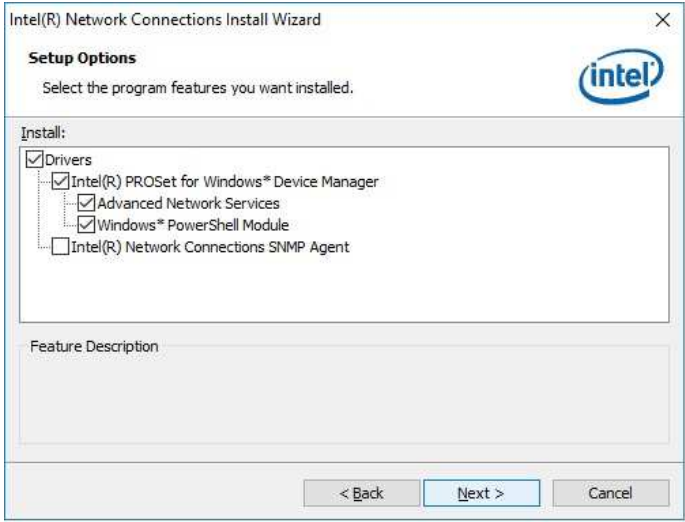 Intel(R) Network Connections Install Wizard
Setup Options
Select the program features you want installed.
intel
Install:
Drivers
Intel(R) PROSet for Windows* Device Manager
Advanced Network Services
Windows* PowerShell Module
Intel(R) Network Connections SNMP Agent
Feature Description
< Back
Next >
Cancel